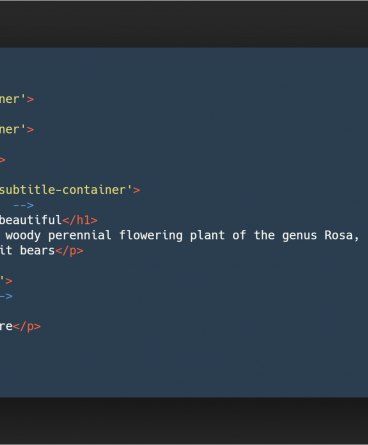 ner'>
ner'>
>
subtitle-container'>
-->
beautiful</h1>
woody perennial flowering plant of the genus Rosa,
it bears</p>
'>
->
re</p>